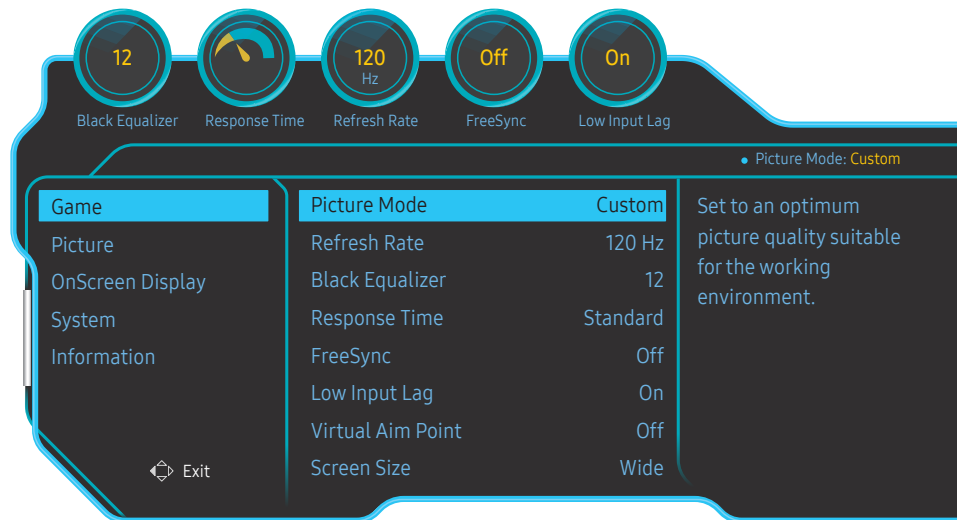 12
120
Hz
Off
On
Black Equalizer
Response Time
Refresh Rate
FreeSync
Low Input Lag
Picture Mode: Custom
Game
Picture
OnScreen Display
System
Information
Exit
Picture Mode Custom
Refresh Rate 120 Hz
Black Equalizer 12
Response Time Standard
FreeSync Off
Low Input Lag On
Virtual Aim Point Off
Screen Size Wide
Set to an optimum
picture quality suitable
for the working
environment.